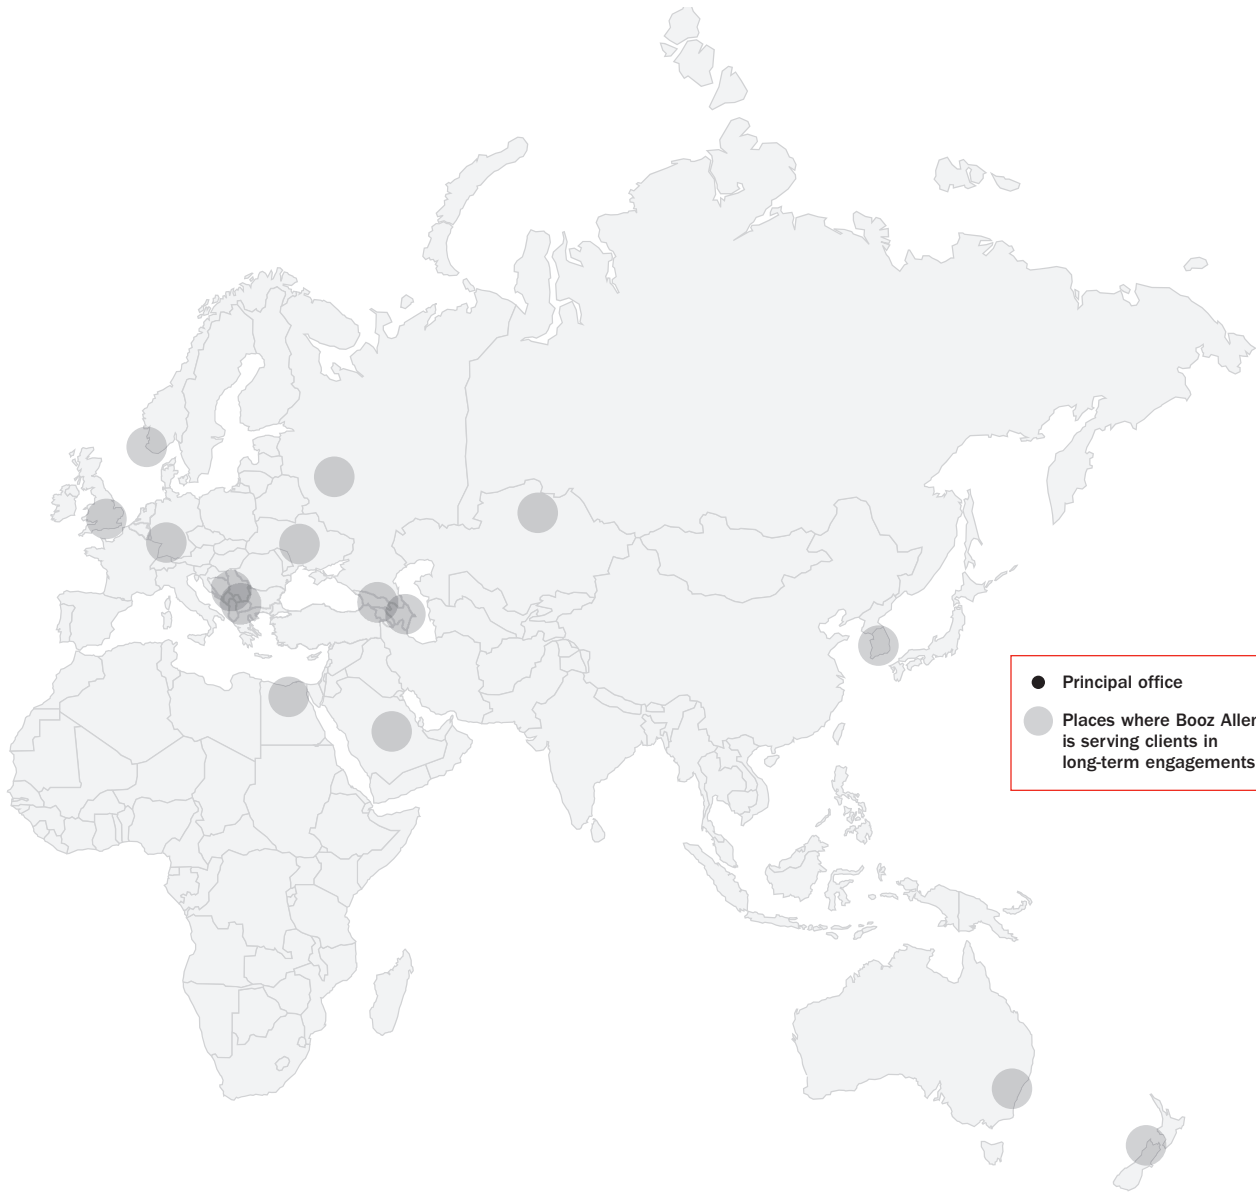 Principal office
Places where Booz Allen
is serving clients in
long-term engagements